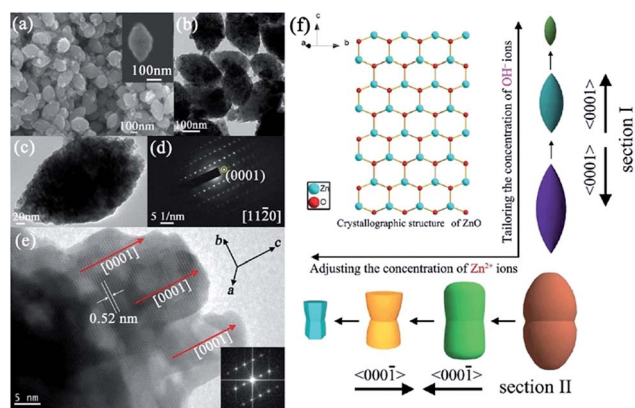 (a)
100nm
100nm
(b)
100nm
(c)
20nm
(d)
(0001)
5 1/nm
[112̄0]
(e)
[0001]
[0001]
[0001]
0.52 nm
b
c
a
5 nm
(f)
c
a
b
Zn
O
Crystallographic structure of ZnO
Tailoring the concentration of OH⁻ ions
<0001>
<0001>
section I
Adjusting the concentration of Zn²⁺ ions
<0001̄>
<0001̄>
section II